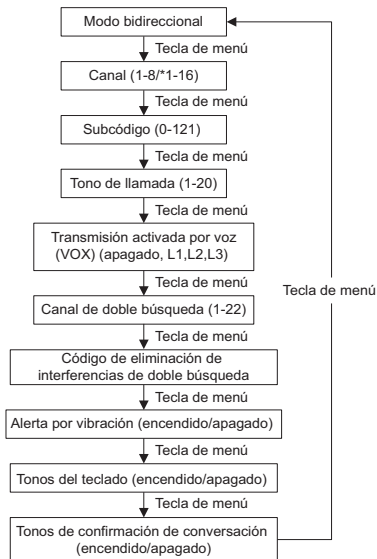 Modo bidireccional
Tecla de menú
Canal (1-8/*1-16)
Tecla de menú
Subcódigo (0-121)
Tecla de menú
Tono de llamada (1-20)
Tecla de menú
Transmisión activada por voz
(VOX) (apagado, L1,L2,L3)
Tecla de menú
Canal de doble búsqueda (1-22)
Tecla de menú
Código de eliminación de
interferencias de doble búsqueda
Tecla de menú
Alerta por vibración (encendido/apagado)
Tecla de menú
Tonos del teclado (encendido/apagado)
Tecla de menú
Tonos de confirmación de conversación
(encendido/apagado)
Tecla de menú